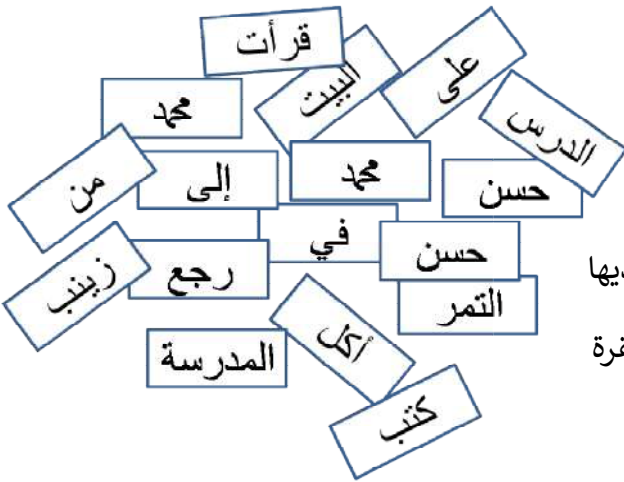 قرأت
البيت
على
محمد
الدرس
من
إلى
محمد
حسن
في
زينب
رجع
حسن
التمر
أكل
المدرسة
كتب